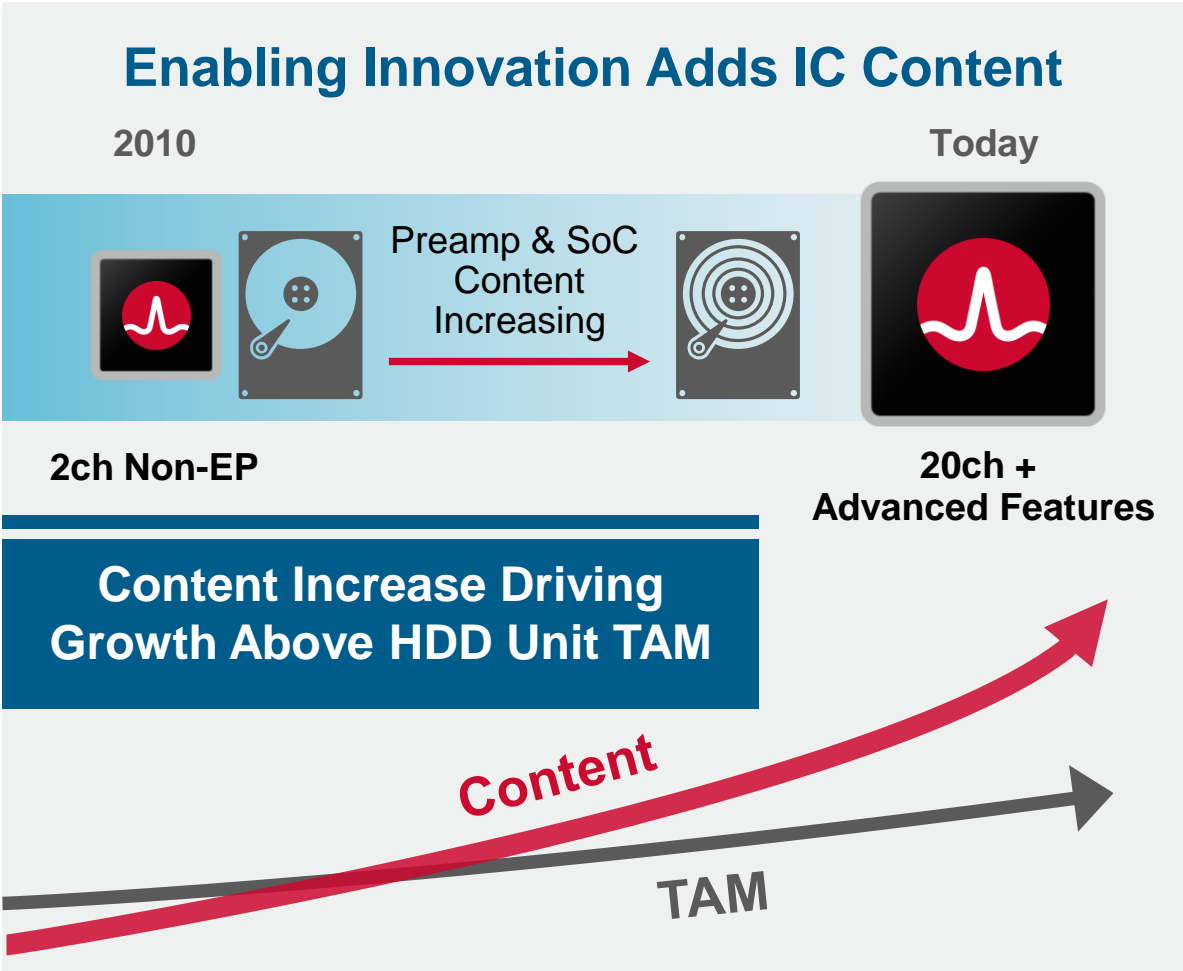 Enabling Innovation Adds IC Content
2010
Today
Preamp & SoC
Content
Increasing
2ch Non-EP
20ch +
Advanced Features
Content Increase Driving
Growth Above HDD Unit TAM
Content
TAM